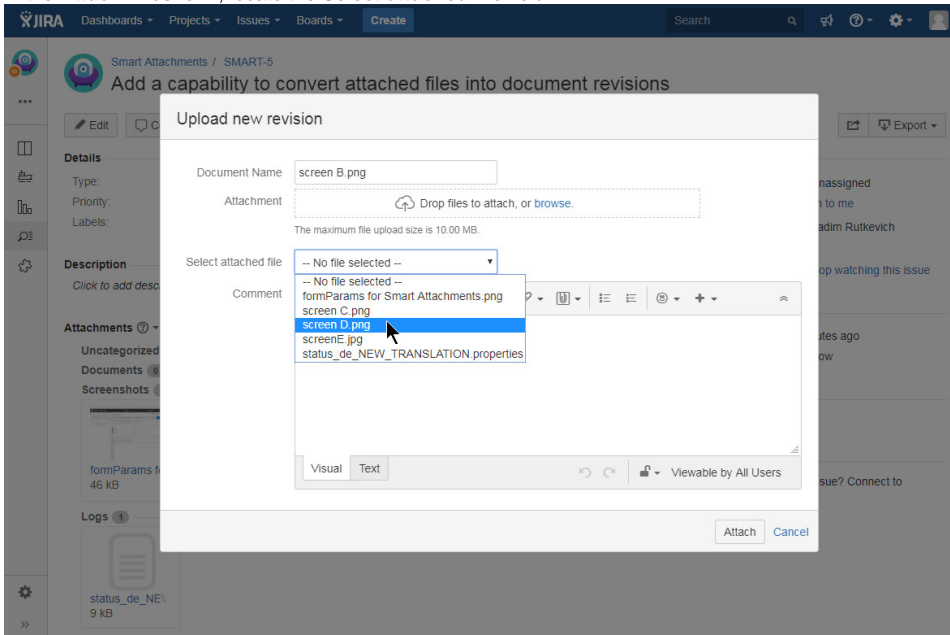 JIRA Dashboards Projects Issues Boards Create Search
Smart Attachments / SMART-5
Add a capability to convert attached files into document revisions
Edit
Export
Upload new revision
Details
Type:
Priority:
Labels:
Document Name screen B.png
Attachment Drop files to attach, or browse.
The maximum file upload size is 10.00 MB.
Select attached file -- No file selected --
-- No file selected --
formParams for Smart Attachments.png
screen C.png
screen D.png
screenE.jpg
status_de_NEW_TRANSLATION.properties
Comment
Description
Click to add desc
Attachments
Uncategorized
Documents 0
Screenshots
formParams f
46 kB
Logs 1
status_de_NE
9 kB
Visual Text
Viewable by All Users
Attach Cancel
nassigned
n to me
adim Rutkevich
op watching this issue
utes ago
ow
sue? Connect to